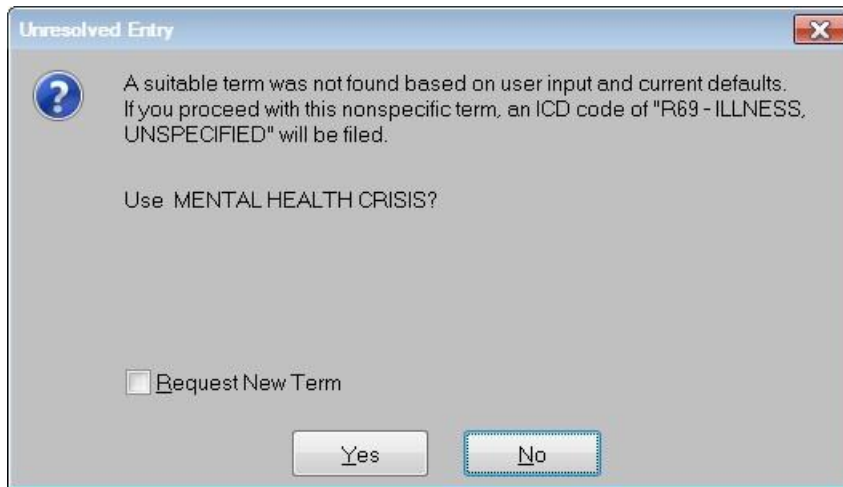 Unresolved Entry
A suitable term was not found based on user input and current defaults.
If you proceed with this nonspecific term, an ICD code of "R69 - ILLNESS,
UNSPECIFIED" will be filed.
Use MENTAL HEALTH CRISIS?
Request New Term
Yes No